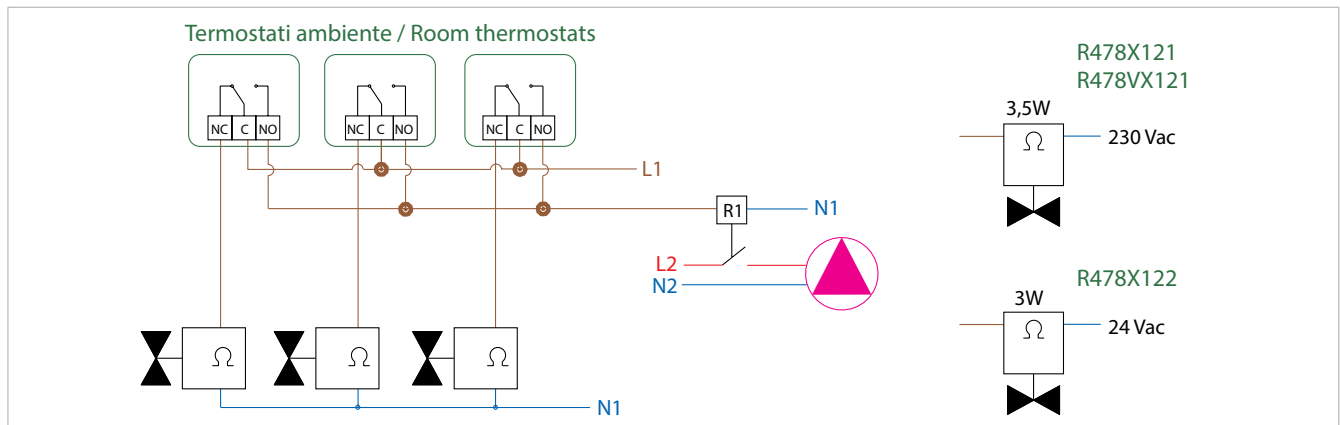 Termostati ambiente / Room thermostats
NC C NO
NC C NO
NC C NO
L1
R1
N1
L2
N2
Ω
Ω
Ω
N1
R478X121
R478VX121
3,5W
Ω
230 Vac
R478X122
3W
Ω
24 Vac